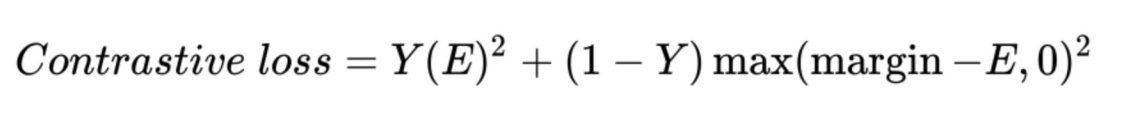 Contrastive loss = Y(E)² + (1 − Y) max(margin −E, 0)²